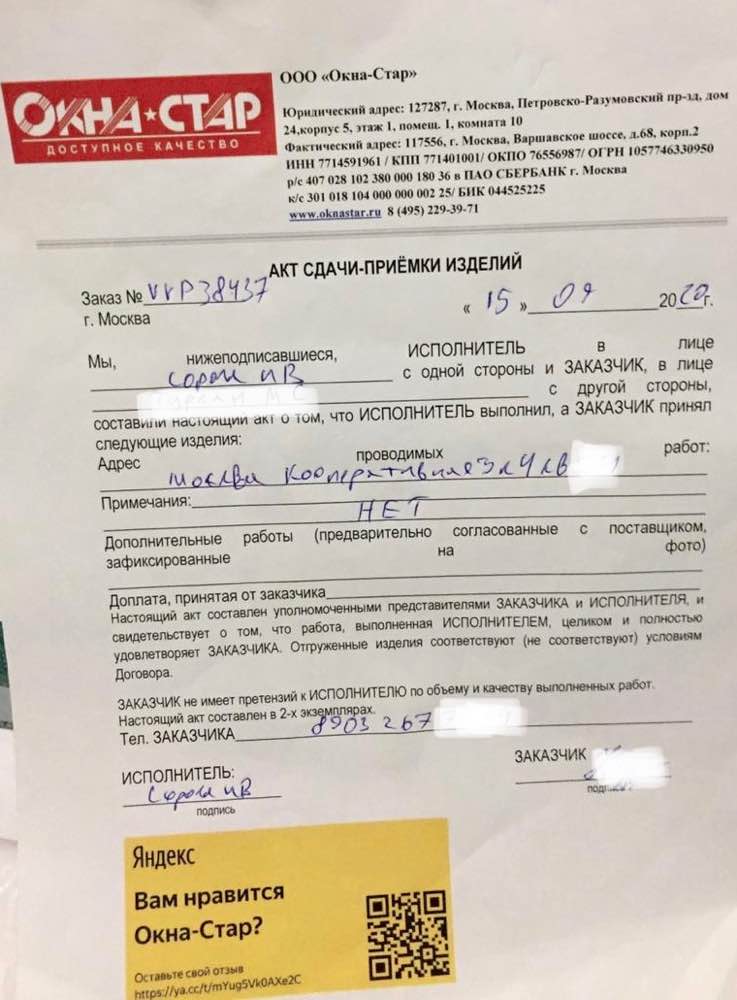 ОКНА★СТАР
ДОСТУПНОЕ КАЧЕСТВО
ООО «Окна-Стар»
Юридический адрес: 127287, г. Москва, Петровско-Разумовский пр-зд, дом
24,корпус 5, этаж 1, помещ. 1, комната 10
Фактический адрес: 117556, г. Москва, Варшавское шоссе, д.68, корп.2
ИНН 7714591961 / КПП 771401001/ ОКПО 76556987/ ОГРН 1057746330950
р/с 407 028 102 380 000 180 36 в ПАО СБЕРБАНК г. Москва
к/с 301 018 104 000 000 002 25/ БИК 044525225
www.oknastar.ru 8 (495) 229-39-71
АКТ СДАЧИ-ПРИЁМКИ ИЗДЕЛИЙ
Заказ № VVP38437
« 15 » 09 2020г.
г. Москва
Мы, нижеподписавшиеся, ИСПОЛНИТЕЛЬ в лице
ИВ с одной стороны и ЗАКАЗЧИК, в лице
с другой стороны,
составили настоящий акт о том, что ИСПОЛНИТЕЛЬ выполнил, а ЗАКАЗЧИК принял
следующие изделия:
Адрес проводимых работ:
Москва Кооперативная 3 к 4 кв
Примечания:
НЕТ
Дополнительные работы (предварительно согласованные с поставщиком,
зафиксированные на фото)
Доплата, принятая от заказчика
Настоящий акт составлен уполномоченными представителями ЗАКАЗЧИКА и ИСПОЛНИТЕЛЯ, и
свидетельствует о том, что работа, выполненная ИСПОЛНИТЕЛЕМ, целиком и полностью
удовлетворяет ЗАКАЗЧИКА. Отгруженные изделия соответствуют (не соответствуют) условиям
Договора.
ЗАКАЗЧИК не имеет претензий к ИСПОЛНИТЕЛЮ по объему и качеству выполненных работ.
Настоящий акт составлен в 2-х экземплярах.
Тел. ЗАКАЗЧИКА 8903 267
ИСПОЛНИТЕЛЬ:
ЗАКАЗЧИК
ИВ
подпись
Яндекс
Вам нравится
Окна-Стар?
Оставьте свой отзыв
https://ya.cc/t/mYug5Vk0AXe2C